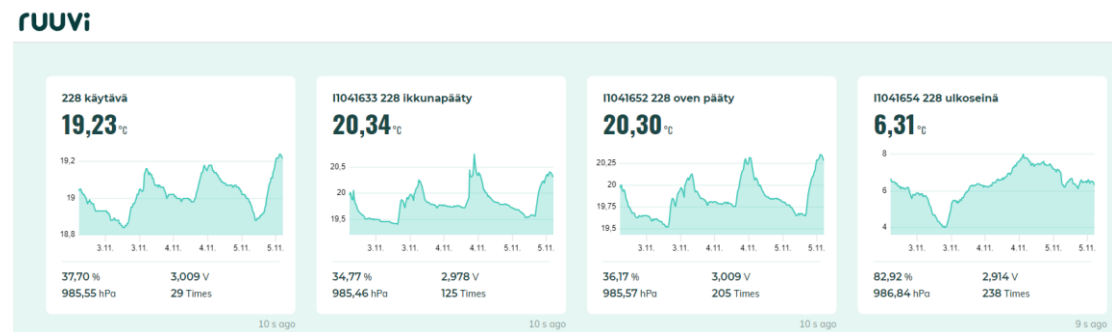 ruuvi
228 käytävä
19,23 °C
19,2
19
18,8
3.11. 3.11. 4.11. 4.11. 5.11. 5.11.
37,70 % 3,009 V
985,55 hPa 29 Times
10 s ago
I1041633 228 ikkunapääty
20,34 °C
20,5
20
19,5
3.11. 3.11. 4.11. 4.11. 5.11. 5.11.
34,77 % 2,978 V
985,46 hPa 125 Times
10 s ago
I1041652 228 oven pääty
20,30 °C
20,25
20
19,75
19,5
3.11. 3.11. 4.11. 4.11. 5.11. 5.11.
36,17 % 3,009 V
985,57 hPa 205 Times
10 s ago
I1041654 228 ulkoseinä
6,31 °C
8
6
4
3.11. 3.11. 4.11. 4.11. 5.11. 5.11.
82,92 % 2,914 V
986,84 hPa 238 Times
9 s ago